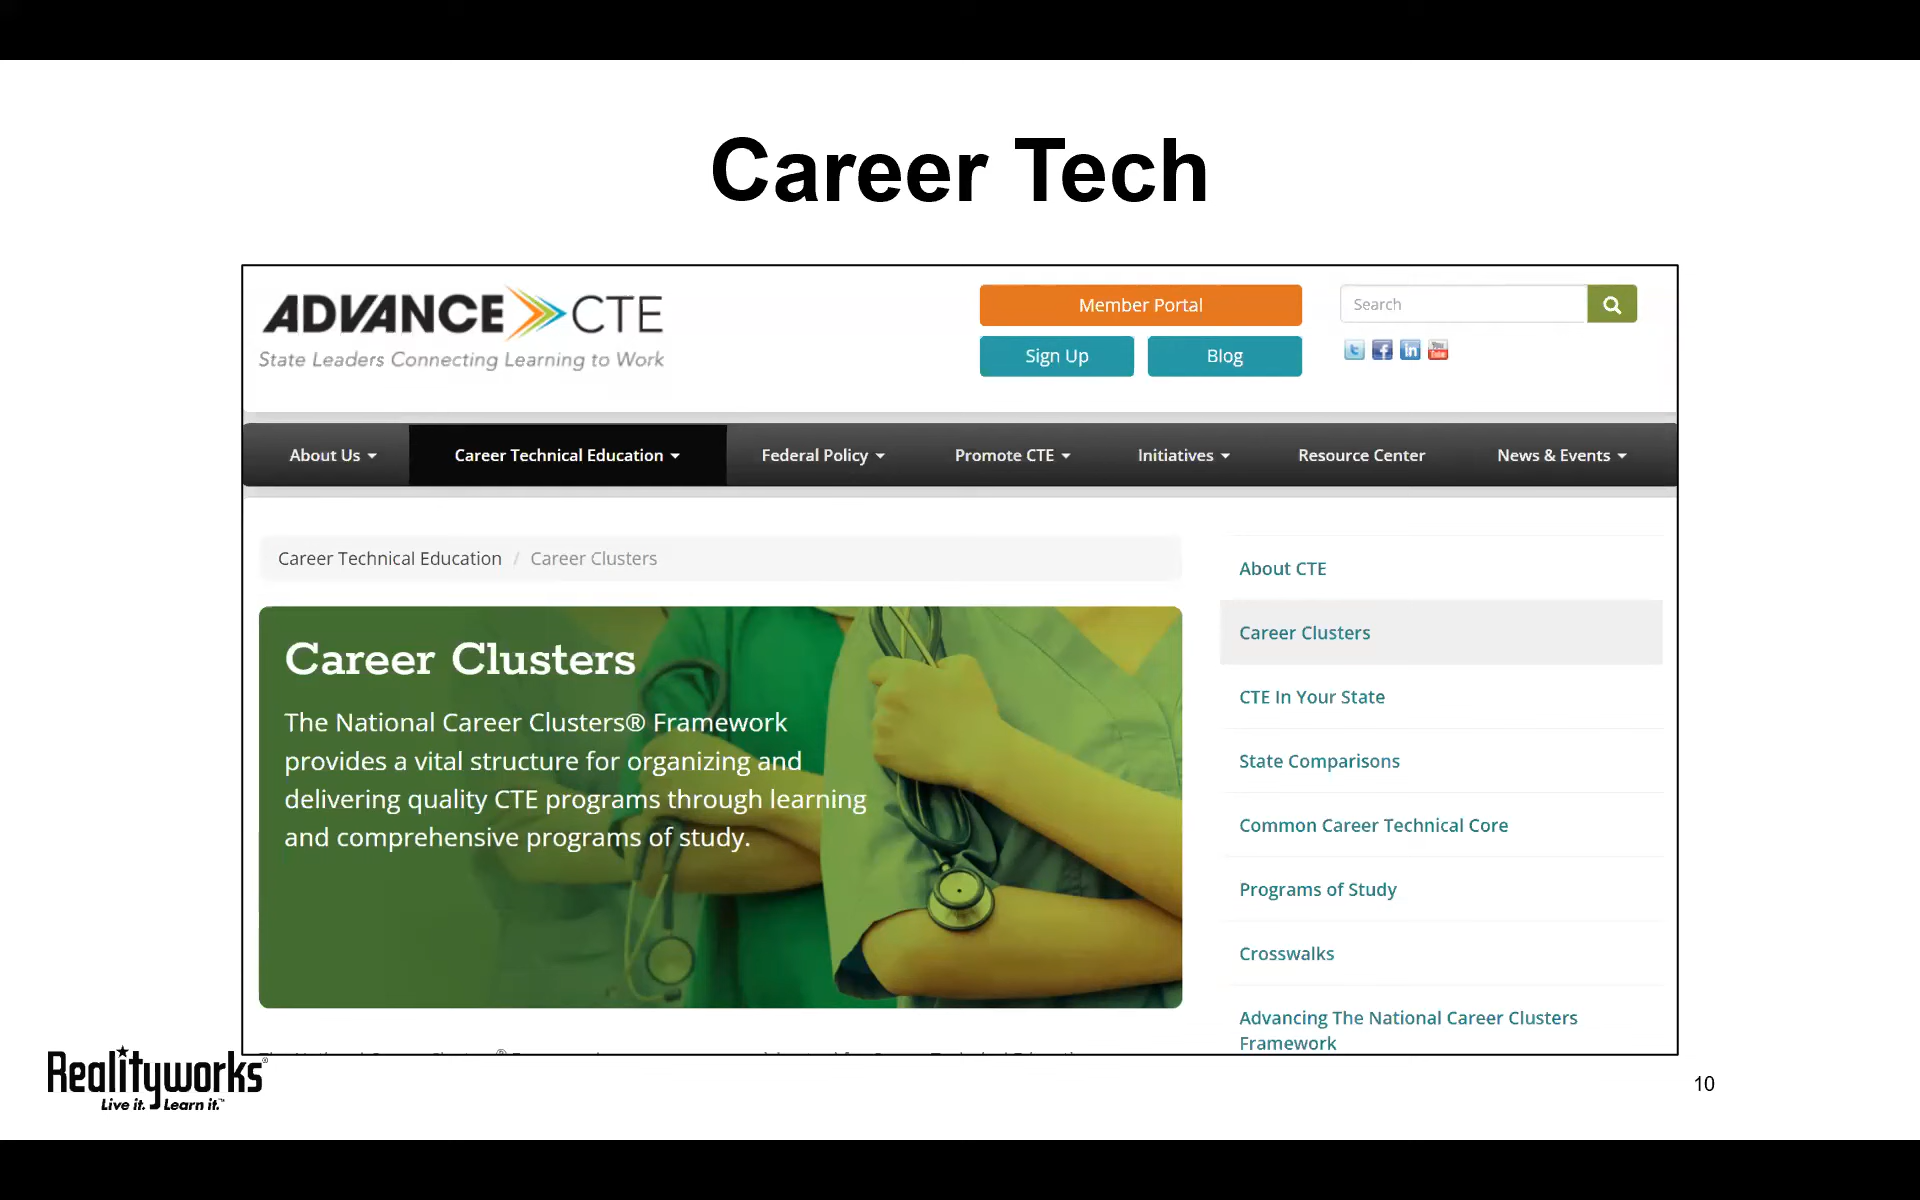 Career Tech
ADVANCE CTE
State Leaders Connecting Learning to Work
Member Portal
Sign Up
Blog
Search
About Us
Career Technical Education
Federal Policy
Promote CTE
Initiatives
Resource Center
News & Events
Career Technical Education / Career Clusters
Career Clusters
The National Career Clusters® Framework
provides a vital structure for organizing and
delivering quality CTE programs through learning
and comprehensive programs of study.
About CTE
Career Clusters
CTE In Your State
State Comparisons
Common Career Technical Core
Programs of Study
Crosswalks
Advancing The National Career Clusters
Framework
Realityworks®
Live it. Learn it.™
10